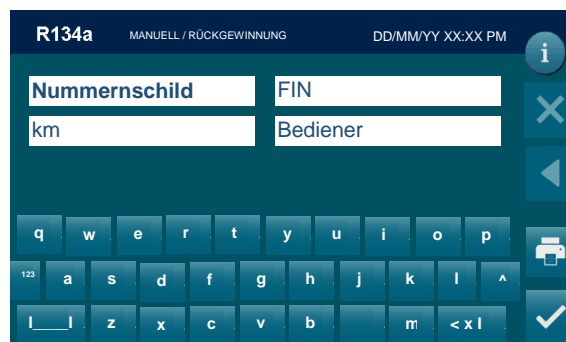 R134a MANUELL / RÜCKGEWINNUNG DD/MM/YY XX:XX PM
i
Nummernschild FIN
km Bediener
q w e r t y u i o p
123 a s d f g h j k l ^
I___I z x c v b m < x I